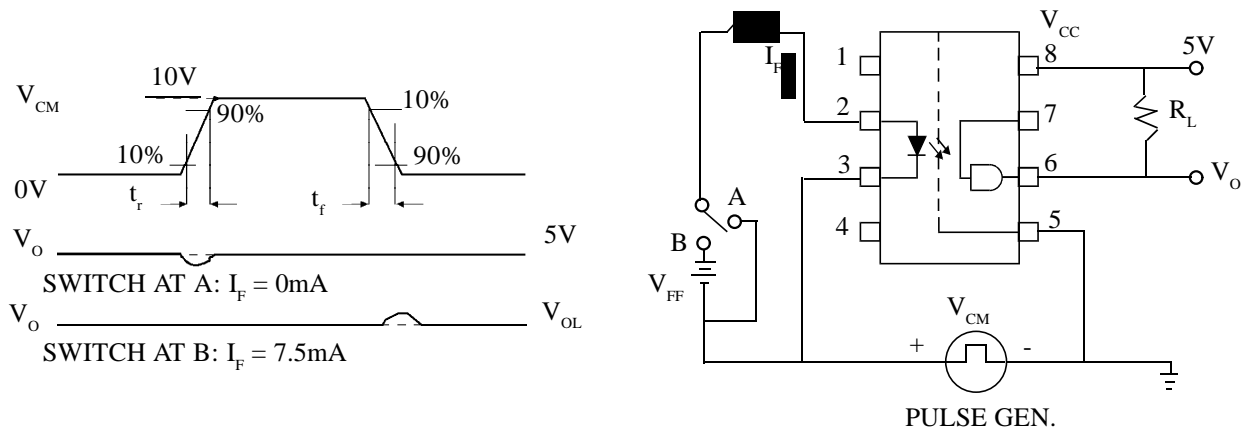 10V
V_CM
90%
10%
10%
90%
0V
t_r
t_f
V_O
5V
SWITCH AT A: I_F = 0mA
V_O
V_OL
SWITCH AT B: I_F = 7.5mA
I_F
V_CC
1
8
5V
2
7
R_L
3
6
V_O
A
4
5
B
V_FF
V_CM
+
-
PULSE GEN.